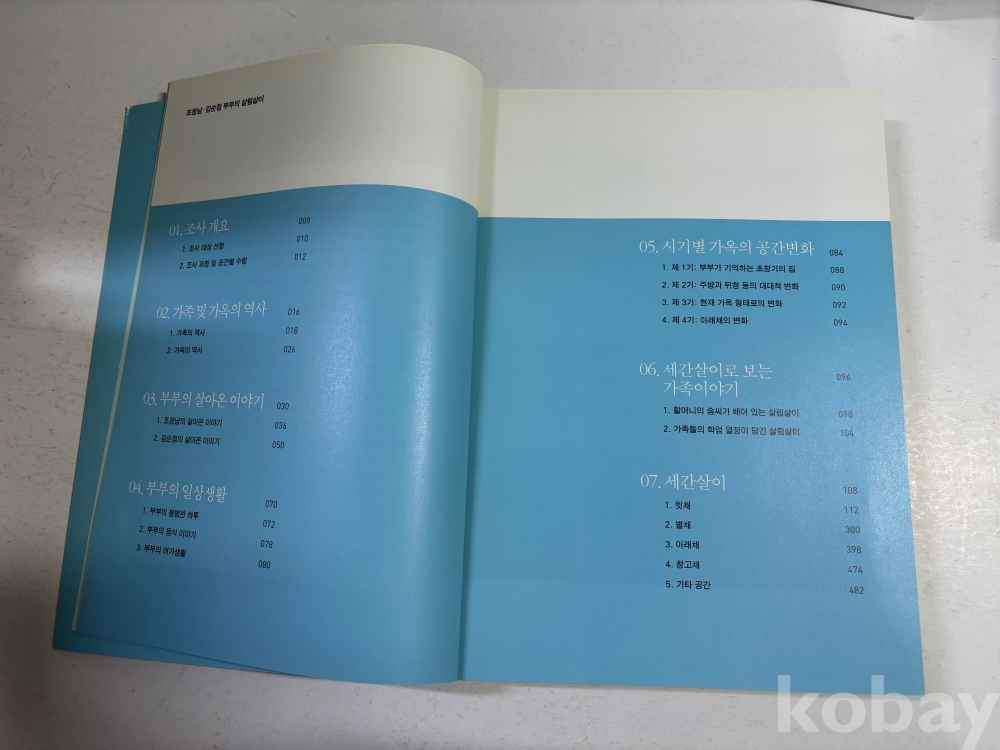 조창남·김순점 부부의 살림살이
01. 조사 개요 008
1. 조사 대상 선정 010
2. 조사 과정 및 공간별 수량 012
02. 가족 및 가옥의 역사 016
1. 가족의 역사 018
2. 가옥의 역사 026
03. 부부의 살아온 이야기 030
1. 조창남의 살아온 이야기 036
2. 김순점의 살아온 이야기 050
04. 부부의 일상생활 070
1. 부부의 평범한 하루 072
2. 부부의 음식 이야기 078
3. 부부의 여가생활 080
05. 시기별 가옥의 공간변화 084
1. 제 1기: 부부가 기억하는 초창기의 집 088
2. 제 2기: 주방과 뒤청 등의 대대적 변화 090
3. 제 3기: 현재 가옥 형태로의 변화 092
4. 제 4기: 아래채의 변화 094
06. 세간살이로 보는
가족이야기 096
1. 할머니의 솜씨가 배어 있는 살림살이 098
2. 가족들의 학업 열정이 담긴 살림살이 104
07. 세간살이 108
1. 윗채 112
2. 별채 300
3. 아래채 398
4. 창고채 474
5. 기타 공간 482
kobay